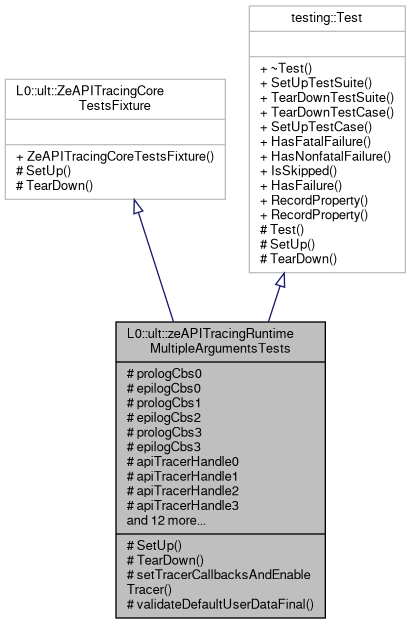 testing::Test
+ ~Test()
+ SetUpTestSuite()
+ TearDownTestSuite()
+ TearDownTestCase()
+ SetUpTestCase()
+ HasFatalFailure()
+ HasNonfatalFailure()
+ IsSkipped()
+ HasFailure()
+ RecordProperty()
+ RecordProperty()
# Test()
# SetUp()
# TearDown()
L0::ult::ZeAPITracingCore
TestsFixture
+ ZeAPITracingCoreTestsFixture()
# SetUp()
# TearDown()
L0::ult::zeAPITracingRuntime
MultipleArgumentsTests
# prologCbs0
# epilogCbs0
# prologCbs1
# epilogCbs2
# prologCbs3
# epilogCbs3
# apiTracerHandle0
# apiTracerHandle1
# apiTracerHandle2
# apiTracerHandle3
and 12 more...
# SetUp()
# TearDown()
# setTracerCallbacksAndEnable
Tracer()
# validateDefaultUserDataFinal()